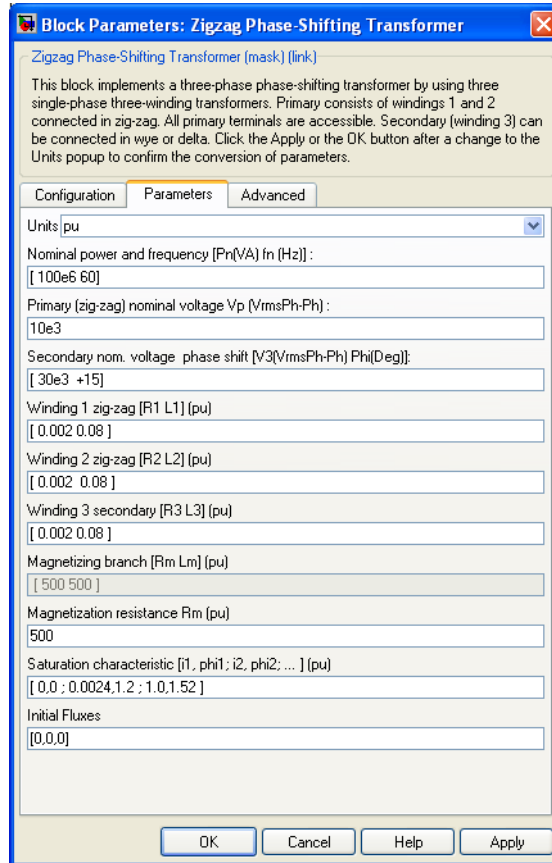 Block Parameters: Zigzag Phase-Shifting Transformer
Zigzag Phase-Shifting Transformer (mask) (link)
This block implements a three-phase phase-shifting transformer by using three
single-phase three-winding transformers. Primary consists of windings 1 and 2
connected in zig-zag. All primary terminals are accessible. Secondary (winding 3) can
be connected in wye or delta. Click the Apply or the OK button after a change to the
Units popup to confirm the conversion of parameters.
Configuration Parameters Advanced
Units pu
Nominal power and frequency [Pn(VA) fn (Hz)] :
[ 100e6 60]
Primary (zig-zag) nominal voltage Vp (VrmsPh-Ph) :
10e3
Secondary nom. voltage phase shift [V3(VrmsPh-Ph) Phi(Deg)]:
[ 30e3 +15]
Winding 1 zig-zag [R1 L1] (pu)
[ 0.002 0.08 ]
Winding 2 zig-zag [R2 L2] (pu)
[ 0.002 0.08 ]
Winding 3 secondary [R3 L3] (pu)
[ 0.002 0.08 ]
Magnetizing branch [Rm Lm] (pu)
[ 500 500 ]
Magnetization resistance Rm (pu)
500
Saturation characteristic [i1, phi1; i2, phi2; ... ] (pu)
[ 0,0 ; 0.0024,1.2 ; 1.0,1.52 ]
Initial Fluxes
[0,0,0]
OK Cancel Help Apply